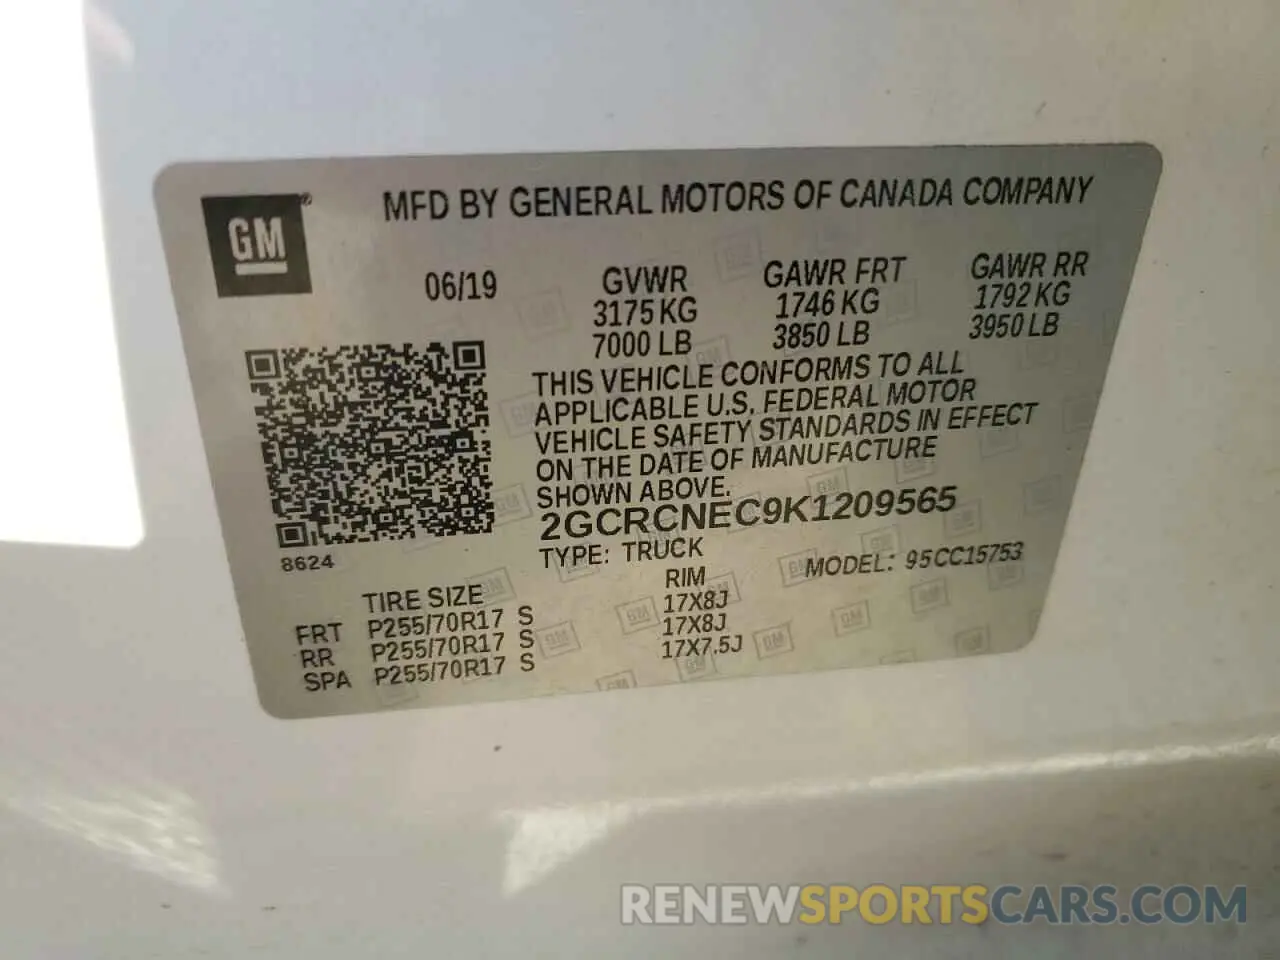 GM ®
MFD BY GENERAL MOTORS OF CANADA COMPANY
06/19 GVWR GAWR FRT GAWR RR
3175 KG 1746 KG 1792 KG
7000 LB 3850 LB 3950 LB
THIS VEHICLE CONFORMS TO ALL
APPLICABLE U.S. FEDERAL MOTOR
VEHICLE SAFETY STANDARDS IN EFFECT
ON THE DATE OF MANUFACTURE
SHOWN ABOVE.
2GCRCNEC9K1209565
8624
TYPE: TRUCK MODEL: 95CC15753
TIRE SIZE RIM
FRT P255/70R17 S 17X8J
RR P255/70R17 S 17X8J
SPA P255/70R17 S 17X7.5J
RENEWSPORTSCARS.COM